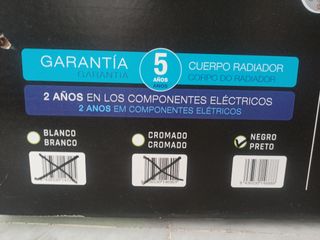 GARANTÍA 5 CUERPO RADIADOR
GARANTIA AÑOS CORPO DO RADIADOR
ANOS
2 AÑOS EN LOS COMPONENTES ELÉCTRICOS
2 ANOS EM COMPONENTES ELÉTRICOS
BLANCO CROMADO NEGRO
BRANCO CROMADO PRETO